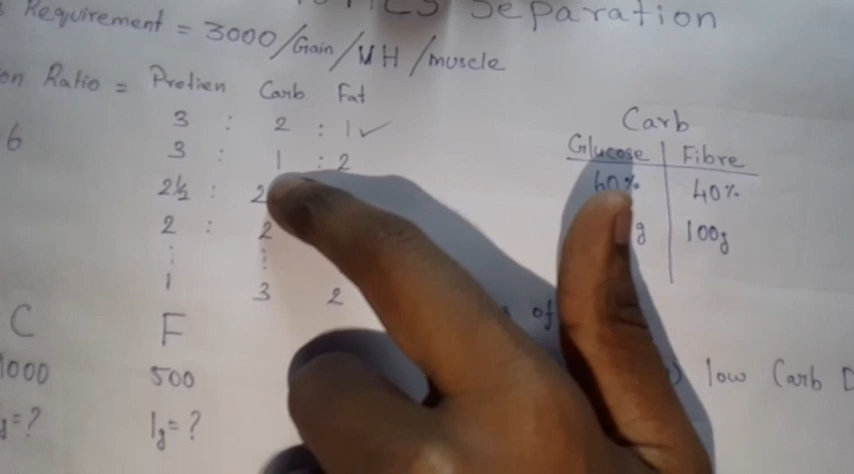 Separation
Requirement = 3000/Gain/MH/muscle
Ratio = Protien Carb Fat
3 : 2 : 1 ✓
3 : 1 : 2
2½ : 2
2 : 2
⋮ ⋮
1 3 2
6
Carb
Glucose | Fibre
60% | 40%
g | 100g
of
C F
1000 500
g=? 1g=?
low Carb D